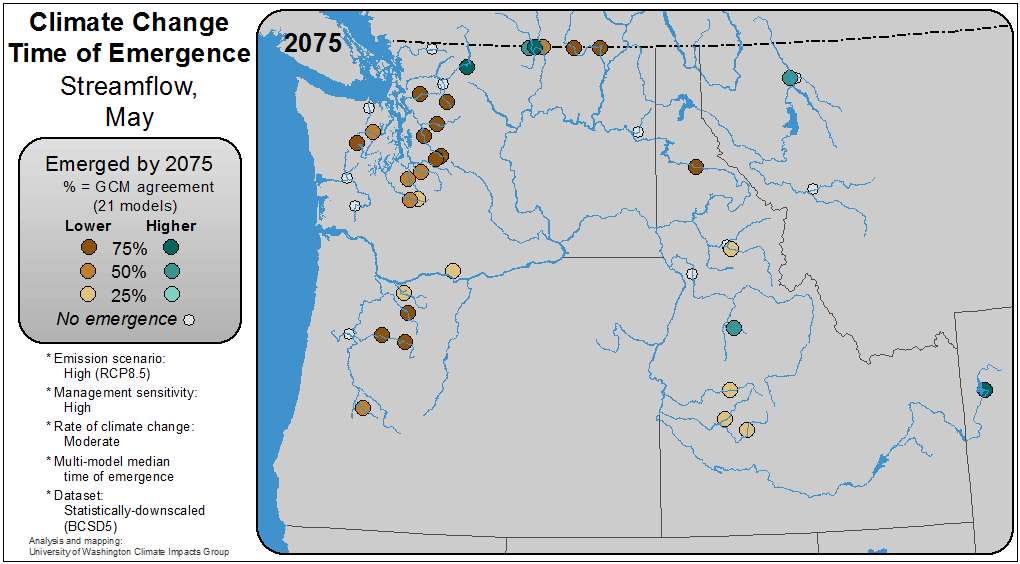 Climate Change
Time of Emergence
Streamflow,
May
2075
Emerged by 2075
% = GCM agreement
(21 models)
Lower Higher
75%
50%
25%
No emergence
* Emission scenario:
High (RCP8.5)
* Management sensitivity:
High
* Rate of climate change:
Moderate
* Multi-model median
time of emergence
* Dataset:
Statistically-downscaled
(BCSD5)
Analysis and mapping:
University of Washington Climate Impacts Group